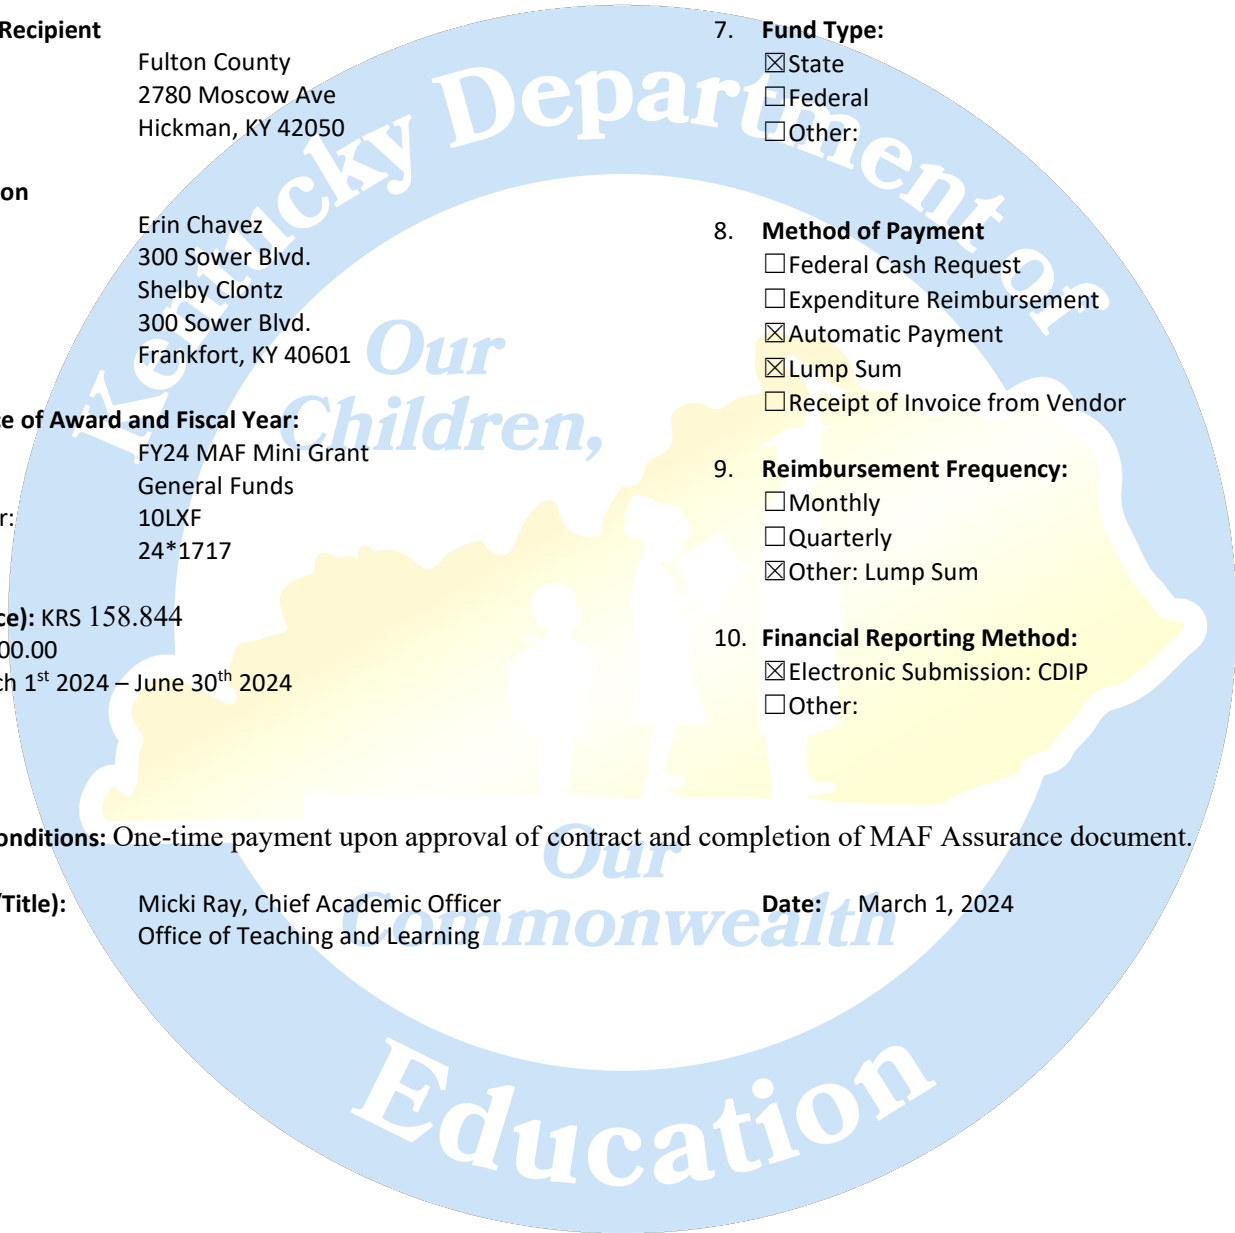 Recipient
Fulton County
2780 Moscow Ave
Hickman, KY 42050
on
Erin Chavez
300 Sower Blvd.
Shelby Clontz
300 Sower Blvd.
Frankfort, KY 40601
ce of Award and Fiscal Year:
FY24 MAF Mini Grant
General Funds
r: 10LXF
24*1717
ce): KRS 158.844
00.00
ch 1st 2024 – June 30th 2024
7. Fund Type:
☒State
☐Federal
☐Other:
8. Method of Payment
☐Federal Cash Request
☐Expenditure Reimbursement
☒Automatic Payment
☒Lump Sum
☐Receipt of Invoice from Vendor
9. Reimbursement Frequency:
☐Monthly
☐Quarterly
☒Other: Lump Sum
10. Financial Reporting Method:
☒Electronic Submission: CDIP
☐Other:
onditions: One-time payment upon approval of contract and completion of MAF Assurance document.
/Title): Micki Ray, Chief Academic Officer Date: March 1, 2024
Office of Teaching and Learning
Kentucky Department of
Education
Our
Children,
Our
Commonwealth